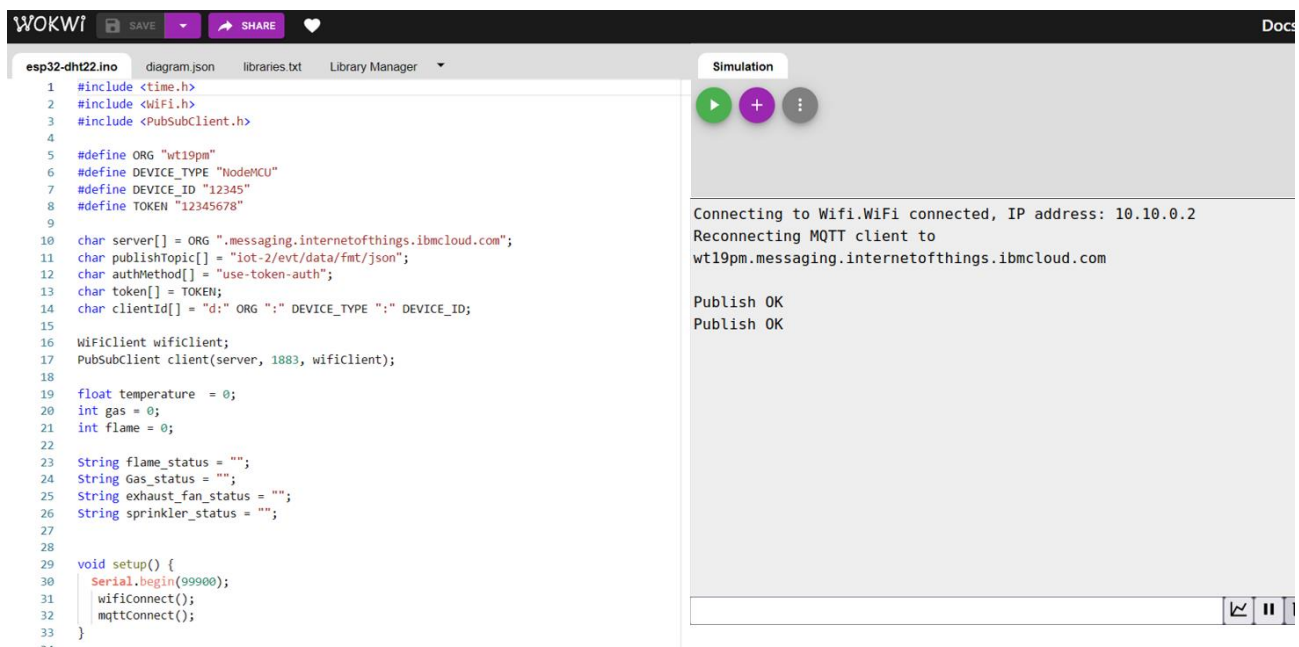 WOKWI SAVE SHARE Docs
esp32-dht22.ino diagram.json libraries.txt Library Manager
1 #include <time.h>
2 #include <WiFi.h>
3 #include <PubSubClient.h>
4
5 #define ORG "wt19pm"
6 #define DEVICE_TYPE "NodeMCU"
7 #define DEVICE_ID "12345"
8 #define TOKEN "12345678"
9
10 char server[] = ORG ".messaging.internetofthings.ibmcloud.com";
11 char publishTopic[] = "iot-2/evt/data/fmt/json";
12 char authMethod[] = "use-token-auth";
13 char token[] = TOKEN;
14 char clientId[] = "d:" ORG ":" DEVICE_TYPE ":" DEVICE_ID;
15
16 WiFiClient wifiClient;
17 PubSubClient client(server, 1883, wifiClient);
18
19 float temperature  = 0;
20 int gas = 0;
21 int flame = 0;
22
23 String flame_status = "";
24 String Gas_status = "";
25 String exhaust_fan_status = "";
26 String sprinkler_status = "";
27
28
29 void setup() {
30 Serial.begin(99900);
31 wifiConnect();
32 mqttConnect();
33 }
Simulation
Connecting to Wifi.WiFi connected, IP address: 10.10.0.2
Reconnecting MQTT client to
wt19pm.messaging.internetofthings.ibmcloud.com
Publish OK
Publish OK